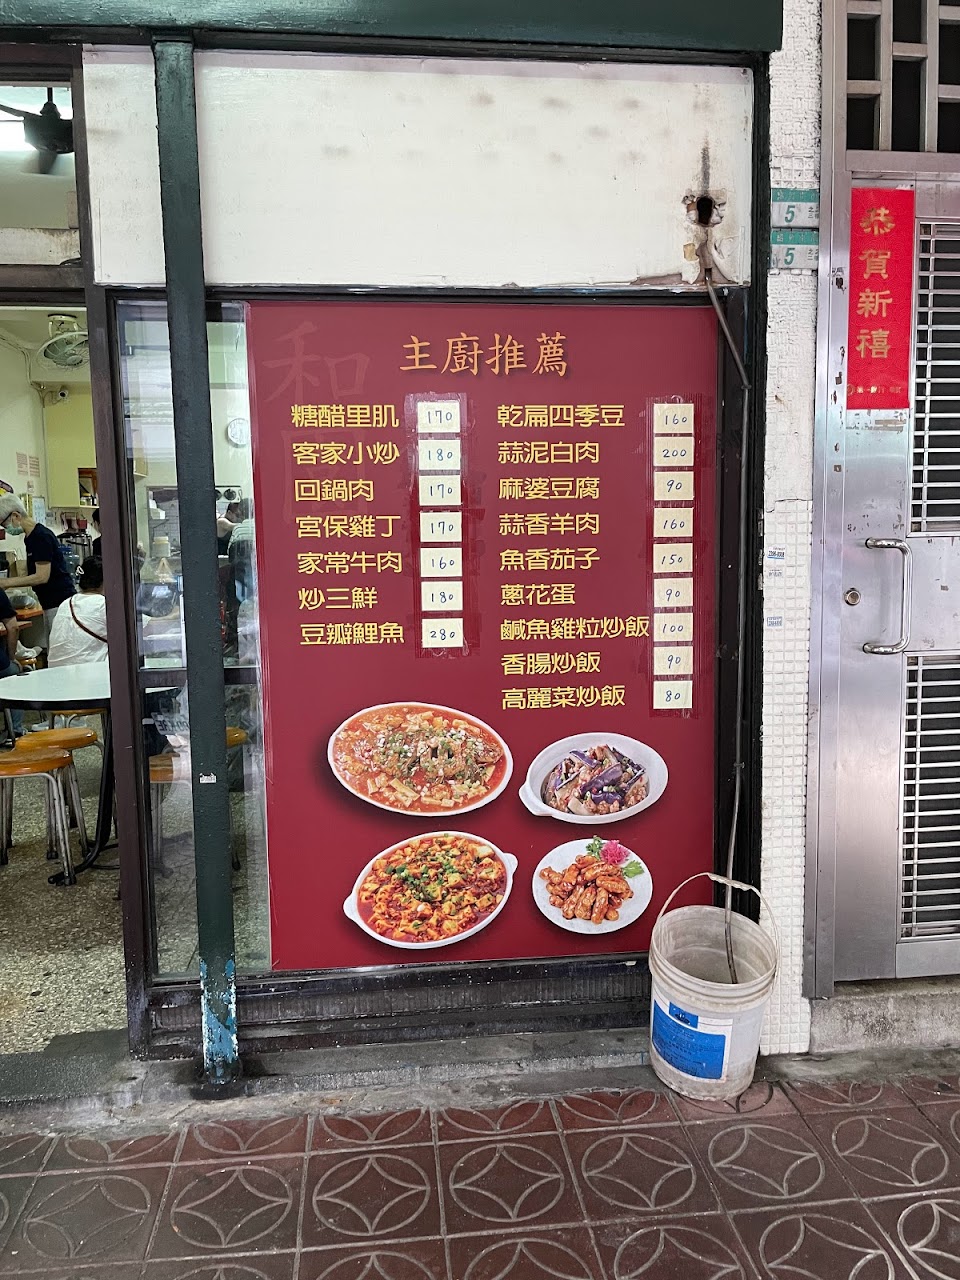 主廚推薦
糖醋里肌 170
客家小炒 180
回鍋肉 170
宮保雞丁 170
家常牛肉 160
炒三鮮 180
豆瓣鯉魚 280
乾扁四季豆 160
蒜泥白肉 200
麻婆豆腐 90
蒜香羊肉 160
魚香茄子 150
蔥花蛋 90
鹹魚雞粒炒飯 100
香腸炒飯 90
高麗菜炒飯 80
和
5
5
恭賀新禧